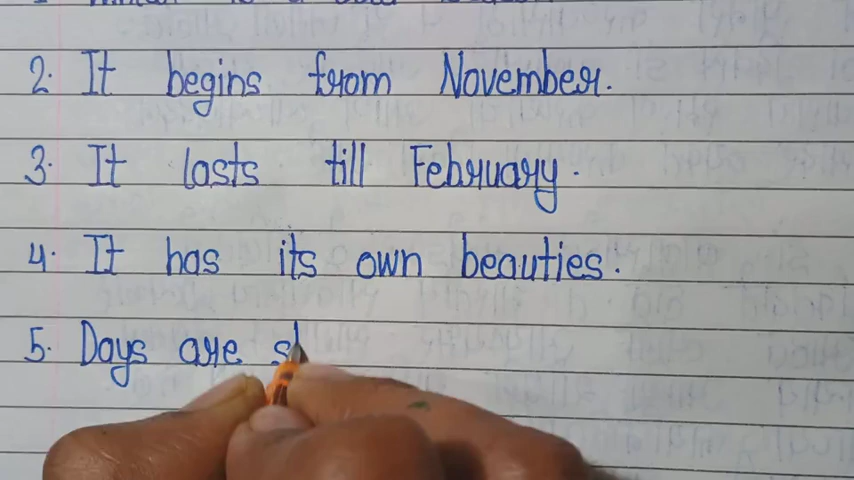 2. It begins from November.
3. It lasts till February.
4. It has its own beauties.
5. Days are